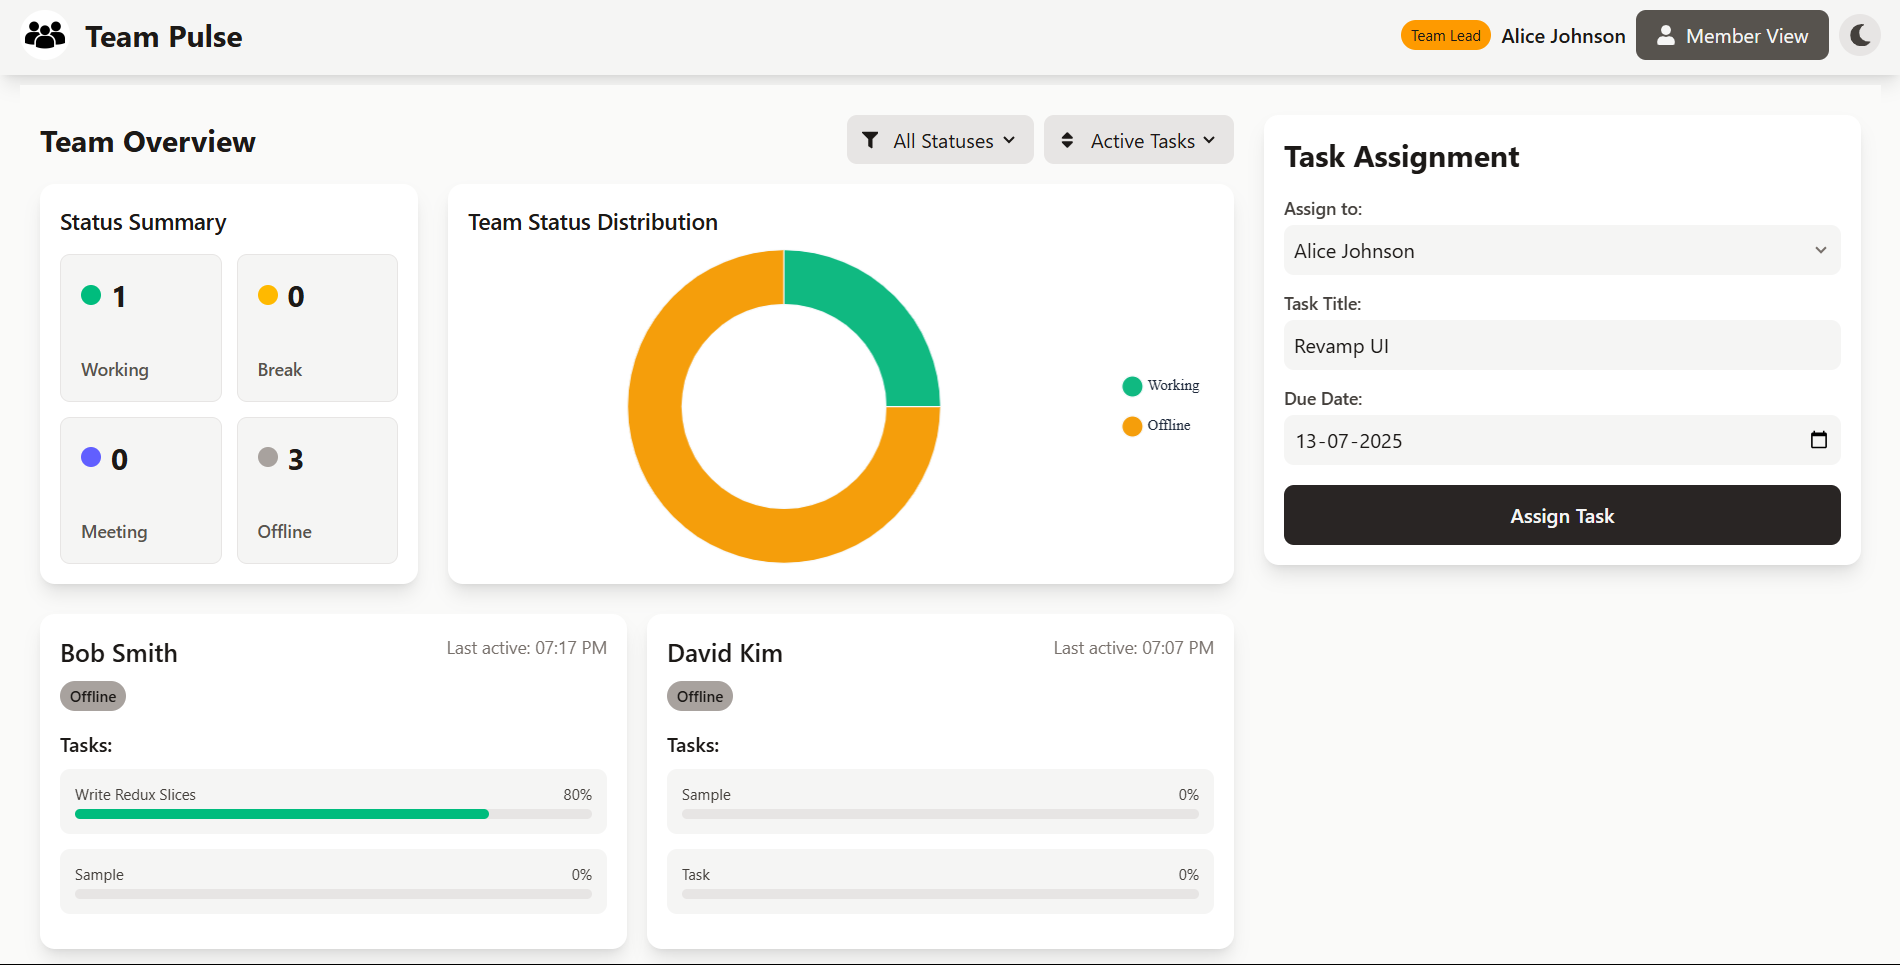 Team Pulse
Team Lead
Alice Johnson
Member View
Team Overview
All Statuses
Active Tasks
Status Summary
1
Working
0
Break
0
Meeting
3
Offline
Team Status Distribution
Working
Offline
Task Assignment
Assign to:
Alice Johnson
Task Title:
Revamp UI
Due Date:
13-07-2025
Assign Task
Bob Smith
Last active: 07:17 PM
Offline
Tasks:
Write Redux Slices 80%
Sample 0%
David Kim
Last active: 07:07 PM
Offline
Tasks:
Sample 0%
Task 0%